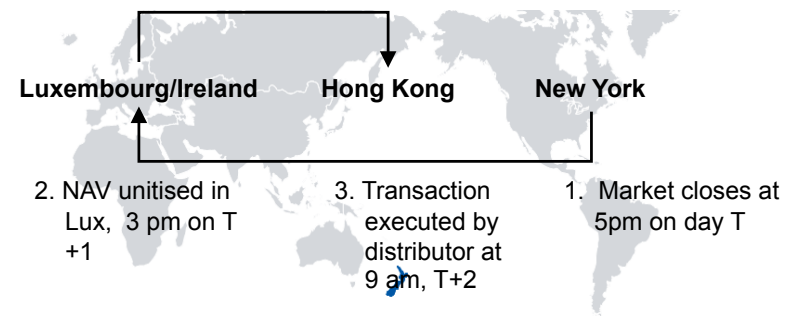 Luxembourg/Ireland
Hong Kong
New York
2. NAV unitised in
Lux,  3 pm on T
+1
3. Transaction
executed by
distributor at
9 am, T+2
1.  Market closes at
5pm on day T